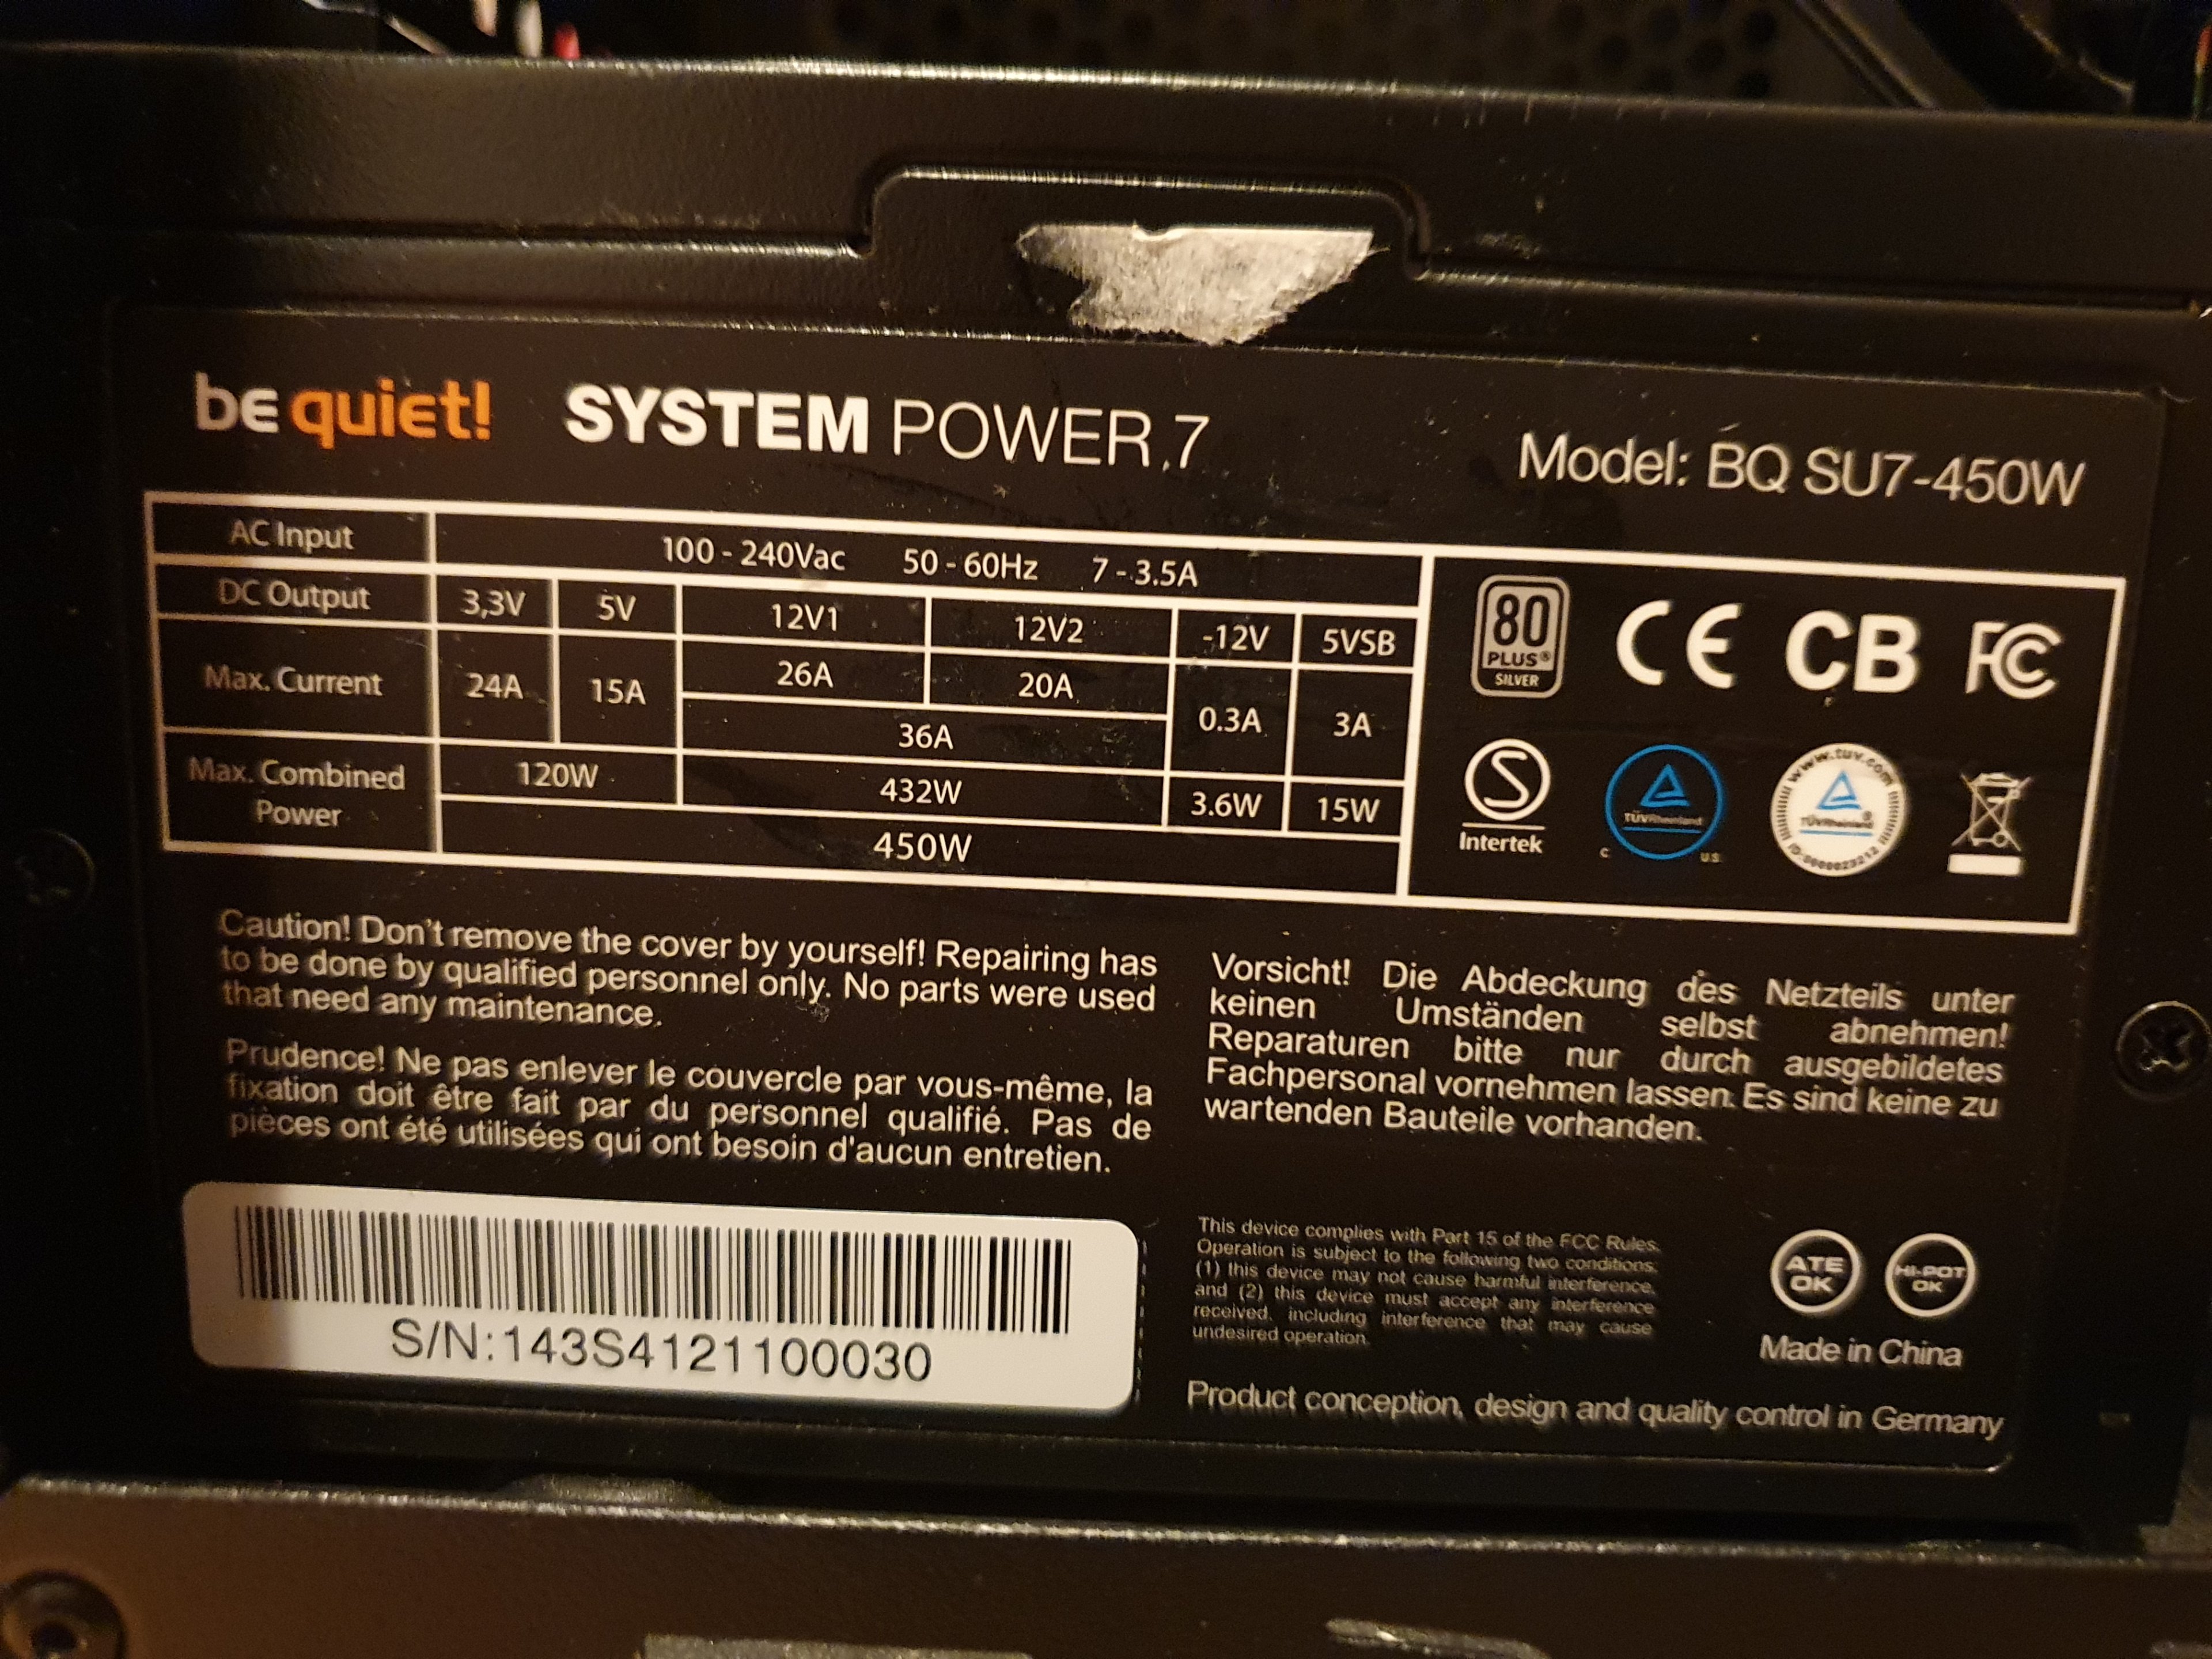 be quiet! SYSTEM POWER 7 Model: BQ SU7-450W
AC Input 100 - 240Vac 50 - 60Hz 7 - 3.5A
DC Output 3,3V 5V 12V1 12V2 -12V 5VSB
Max. Current 24A 15A 26A 20A 0.3A 3A
36A
Max. Combined Power 120W 432W 3.6W 15W
450W
80 PLUS® SILVER
CE CB FC
S Intertek
TÜVRheinland
C US
www.tuv.com
TÜVRheinland®
Caution! Don't remove the cover by yourself! Repairing has
to be done by qualified personnel only. No parts were used
that need any maintenance.
Prudence! Ne pas enlever le couvercle par vous-même, la
fixation doit être fait par du personnel qualifié. Pas de
pièces ont été utilisées qui ont besoin d'aucun entretien.
Vorsicht! Die Abdeckung des Netzteils unter
keinen Umständen selbst abnehmen!
Reparaturen bitte nur durch ausgebildetes
Fachpersonal vornehmen lassen. Es sind keine zu
wartenden Bauteile vorhanden.
S/N:143S4121100030
This device complies with Part 15 of the FCC Rules.
Operation is subject to the following two conditions:
(1) this device may not cause harmful interference,
and (2) this device must accept any interference
received, including interference that may cause
undesired operation.
ATE OK
HI-POT OK
Made in China
Product conception, design and quality control in Germany